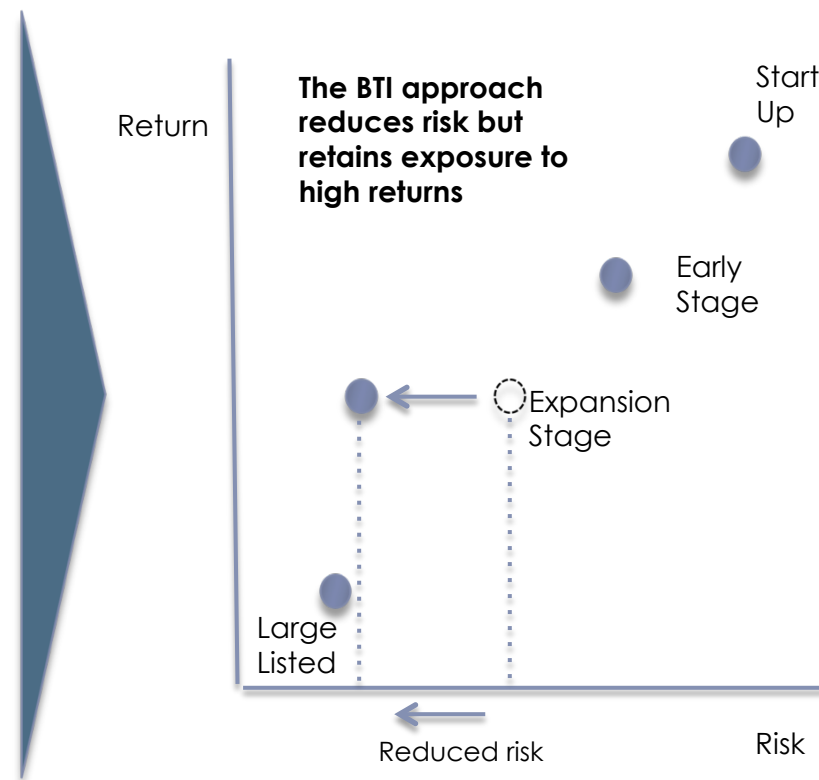 The BTI approach
reduces risk but
retains exposure to
high returns
Start
Up
Return
Early
Stage
Expansion
Stage
Large
Listed
Reduced risk
Risk